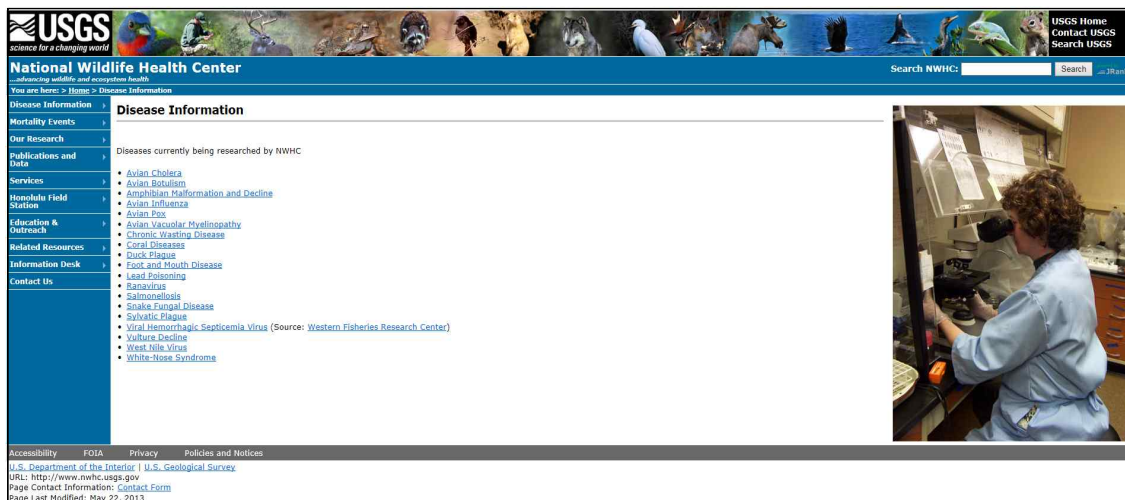 USGS
science for a changing world
USGS Home
Contact USGS
Search USGS
National Wildlife Health Center
...advancing wildlife and ecosystem health
Search NWHC:
Search
JRan
You are here: > Home > Disease Information
Disease Information
Mortality Events
Our Research
Publications and
Data
Services
Honolulu Field
Station
Education &
Outreach
Related Resources
Information Desk
Contact Us
Disease Information
Diseases currently being researched by NWHC
• Avian Cholera
• Avian Botulism
• Amphibian Malformation and Decline
• Avian Influenza
• Avian Pox
• Avian Vacuolar Myelinopathy
• Chronic Wasting Disease
• Coral Diseases
• Duck Plague
• Foot and Mouth Disease
• Lead Poisoning
• Ranavirus
• Salmonellosis
• Snake Fungal Disease
• Sylvatic Plague
• Viral Hemorrhagic Septicemia Virus (Source: Western Fisheries Research Center)
• Vulture Decline
• West Nile Virus
• White-Nose Syndrome
Accessibility FOIA Privacy Policies and Notices
U.S. Department of the Interior | U.S. Geological Survey
URL: http://www.nwhc.usgs.gov
Page Contact Information: Contact Form
Page Last Modified: May 22, 2013